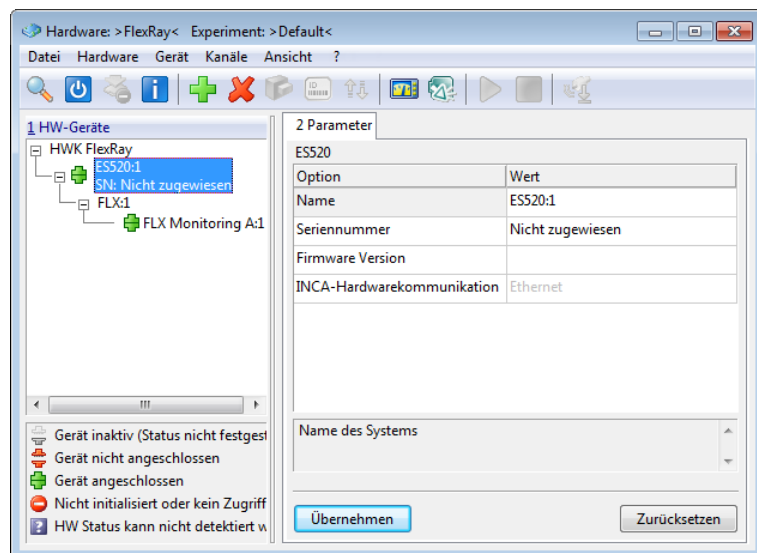 Hardware: >FlexRay<   Experiment: >Default<
Datei   Hardware   Gerät   Kanäle   Ansicht   ?
1 HW-Geräte
HWK FlexRay
ES520:1
SN: Nicht zugewiesen
FLX:1
FLX Monitoring A:1
Gerät inaktiv (Status nicht festgest
Gerät nicht angeschlossen
Gerät angeschlossen
Nicht initialisiert oder kein Zugriff
HW Status kann nicht detektiert w
2 Parameter
ES520
Option   Wert
Name   ES520:1
Seriennummer   Nicht zugewiesen
Firmware Version
INCA-Hardwarekommunikation   Ethernet
Name des Systems
Übernehmen   Zurücksetzen